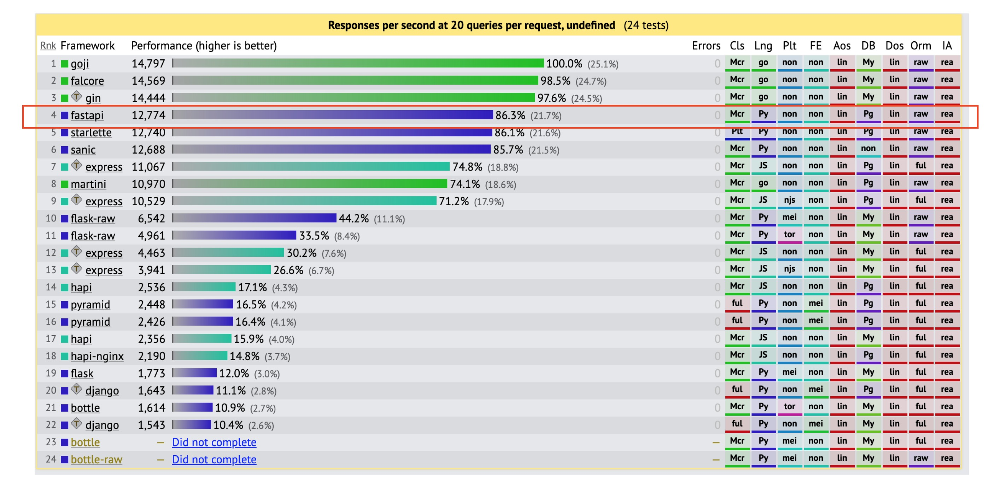 Responses per second at 20 queries per request, undefined (24 tests)
Rnk Framework Performance (higher is better) Errors Cls Lng Plt FE Aos DB Dos Orm IA
1 goji 14,797 100.0% (25.1%) 0 Mcr go non non lin My lin raw rea
2 falcore 14,569 98.5% (24.7%) 0 Mcr go non non lin My lin raw rea
3 T gin 14,444 97.6% (24.5%) 0 Mcr go non non lin My lin raw rea
4 fastapi 12,774 86.3% (21.7%) 0 Mcr Py non non lin Pg lin raw rea
5 starlette 12,740 86.1% (21.6%) 0 Plt Py non non lin Pg lin raw rea
6 sanic 12,688 85.7% (21.5%) 0 Mcr Py non non lin non lin raw rea
7 T express 11,067 74.8% (18.8%) 0 Mcr JS non non lin Pg lin ful rea
8 martini 10,970 74.1% (18.6%) 0 Mcr go non non lin Pg lin raw rea
9 T express 10,529 71.2% (17.9%) 0 Mcr JS njs non lin Pg lin ful rea
10 flask-raw 6,542 44.2% (11.1%) 0 Mcr Py mei non lin My lin raw rea
11 flask-raw 4,961 33.5% (8.4%) 0 Mcr Py tor non lin My lin raw rea
12 T express 4,463 30.2% (7.6%) 0 Mcr JS non non lin My lin ful rea
13 T express 3,941 26.6% (6.7%) 0 Mcr JS njs non lin My lin ful rea
14 hapi 2,536 17.1% (4.3%) 0 Mcr JS non non lin Pg lin ful rea
15 pyramid 2,448 16.5% (4.2%) 0 ful Py non mei lin Pg lin ful rea
16 pyramid 2,426 16.4% (4.1%) 0 ful Py non mei lin Pg lin ful rea
17 hapi 2,356 15.9% (4.0%) 0 Mcr JS non non lin My lin ful rea
18 hapi-nginx 2,190 14.8% (3.7%) 0 Mcr JS non non lin Pg lin ful rea
19 flask 1,773 12.0% (3.0%) 0 Mcr Py mei non lin My lin ful rea
20 T django 1,643 11.1% (2.8%) 0 ful Py non mei lin Pg lin ful rea
21 bottle 1,614 10.9% (2.7%) 0 Mcr Py tor non lin My lin ful rea
22 T django 1,543 10.4% (2.6%) 0 ful Py non mei lin My lin ful rea
23 bottle — Did not complete — Mcr Py mei non lin My lin ful rea
24 bottle-raw — Did not complete — Mcr Py mei non lin My lin raw rea